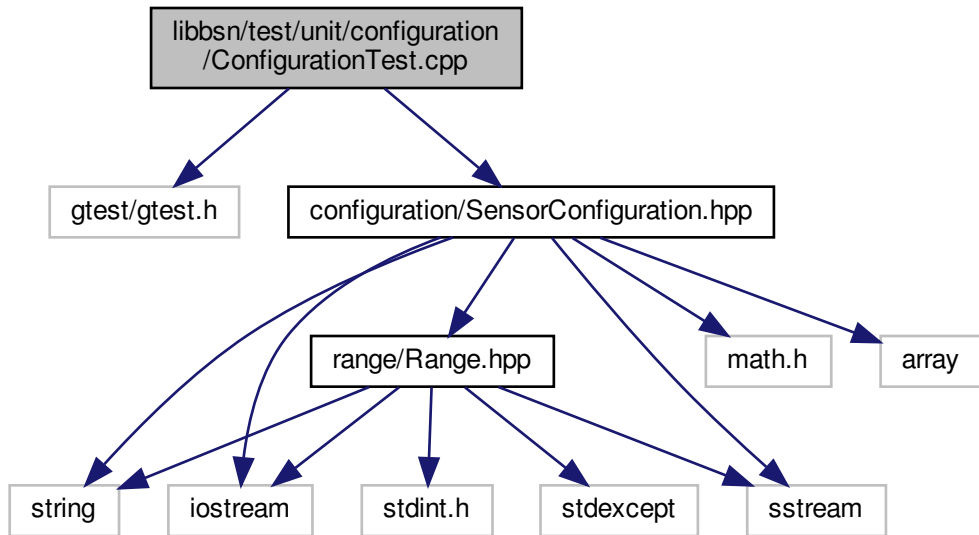 libbsn/test/unit/configuration
/ConfigurationTest.cpp
gtest/gtest.h
configuration/SensorConfiguration.hpp
range/Range.hpp
math.h
array
string
iostream
stdint.h
stdexcept
sstream